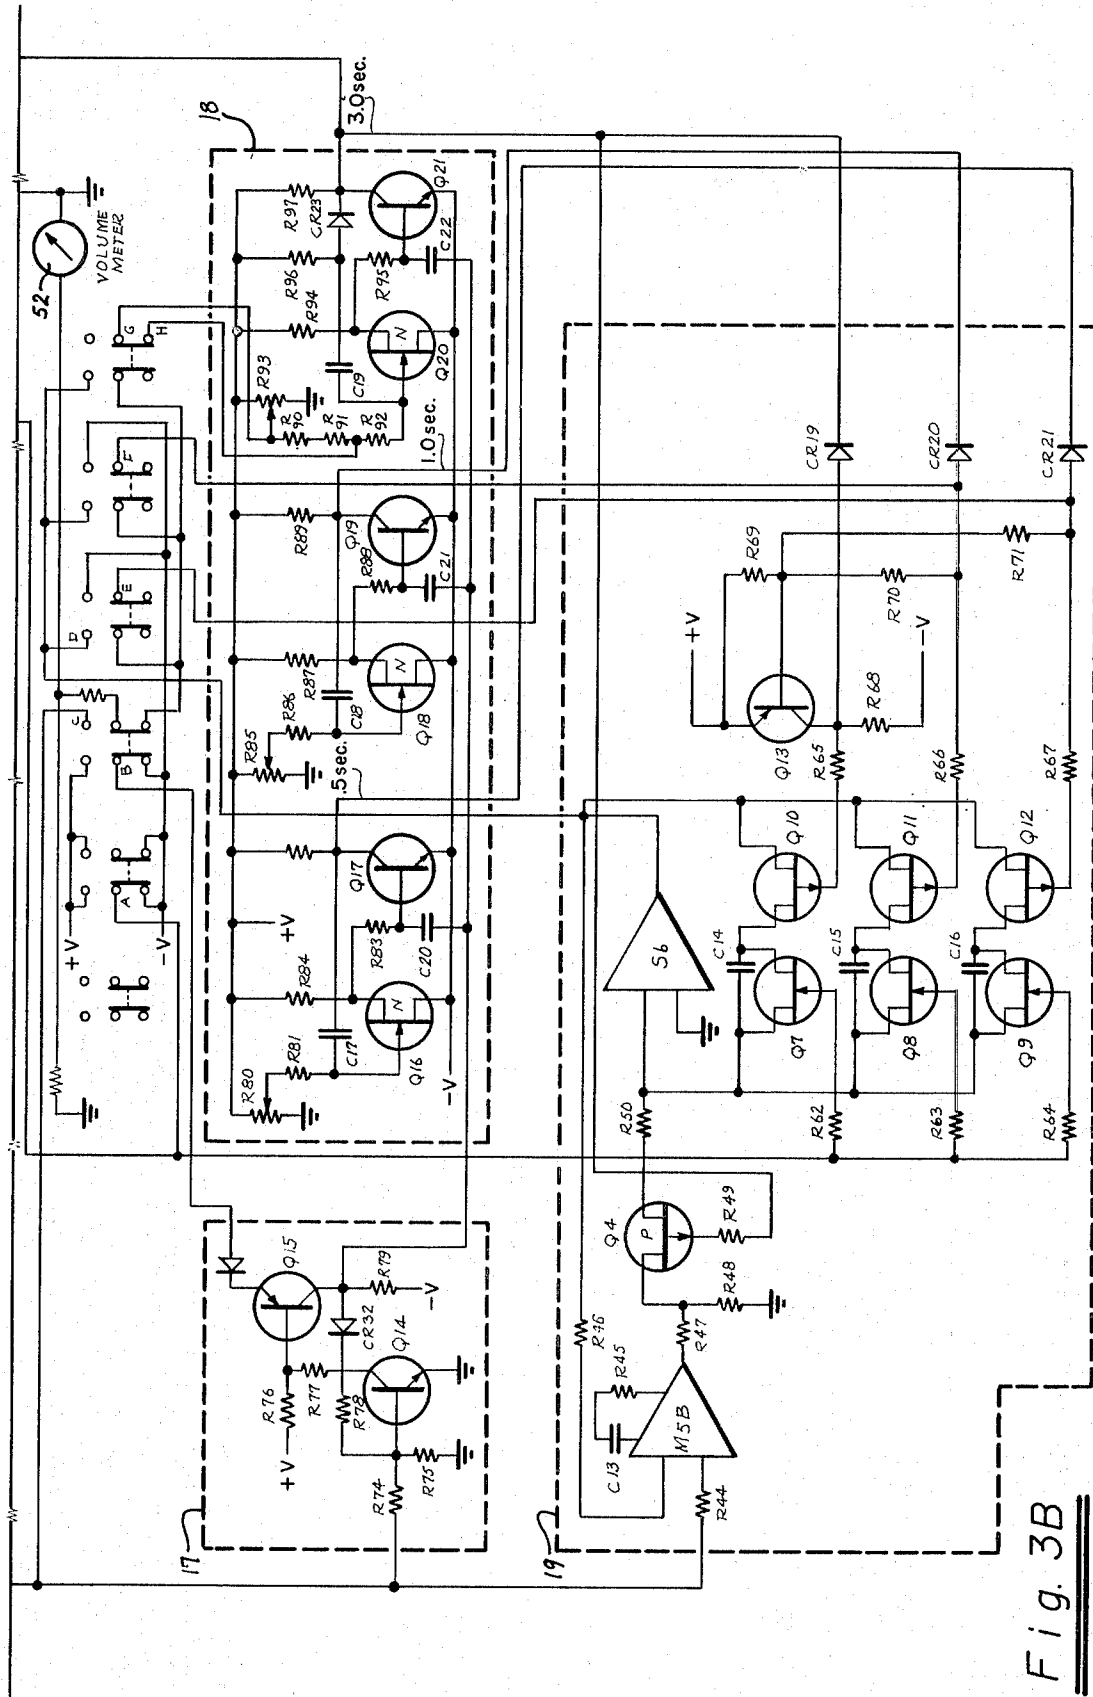 52
VOLUME
METER
+V
-V
A
B
C
D
E
F
G
H
18
3.0sec.
1.0sec.
.5sec.
R80
R81
C17
Q16
R84
+V
-V
R83
C20
Q17
R85
R86
C18
Q18
R87
R88
C21
Q19
R89
R93
R90
R91
R92
C19
Q20
R94
R95
C22
R96
R97
CR23
Q21
17
+V
R76
R77
R78
R74
R75
Q14
CR32
Q15
R79
-V
19
R44
C13
R45
M5B
R46
R47
R48
R49
Q4
P
R50
56
R62
R63
R64
Q7
Q8
Q9
C14
C15
C16
Q10
Q11
Q12
R65
R66
R67
Q13
R68
R69
R70
R71
+V
-V
CR19
CR20
CR21
N
N
N
Fig. 3B